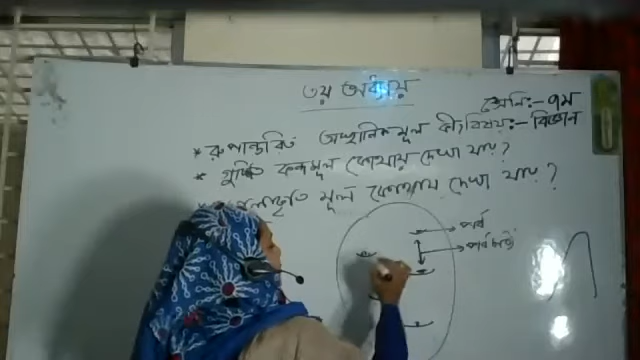 ৩য় অধ্যায়
শ্রেনি:- ৭ম
বিষয়:- বিজ্ঞান
* রুপান্তরিত অস্থানিক মূল কী?
* গুচ্ছিত কন্দমূল কোথায় দেখা যায়?
মূল কোথায় দেখা যায়?
পর্ব
পর্বমধ্য